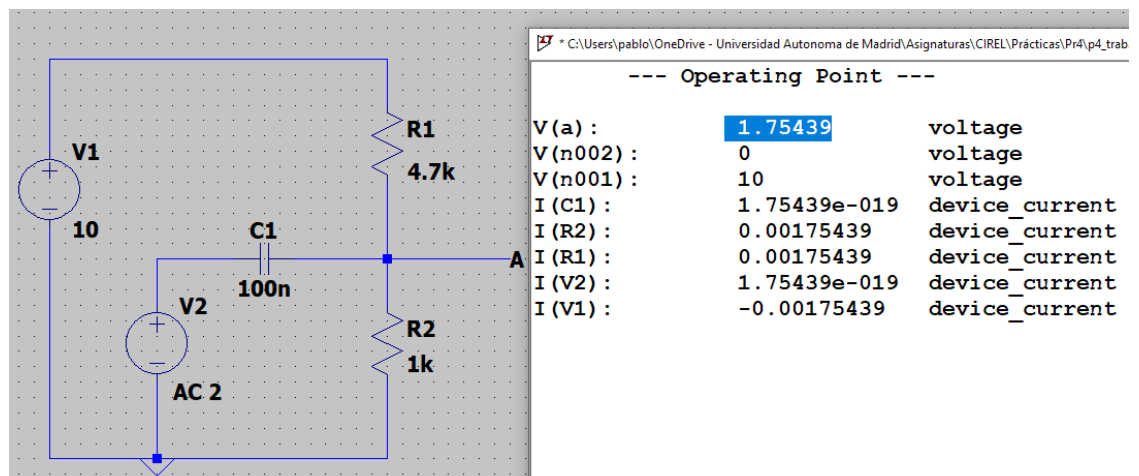 V1
10
R1
4.7k
C1
100n
A
V2
AC 2
R2
1k
* C:\Users\pablo\OneDrive - Universidad Autonoma de Madrid\Asignaturas\CIREL\Prácticas\Pr4\p4_trab
--- Operating Point ---
V(a): 1.75439 voltage
V(n002): 0 voltage
V(n001): 10 voltage
I(C1): 1.75439e-019 device_current
I(R2): 0.00175439 device_current
I(R1): 0.00175439 device_current
I(V2): 1.75439e-019 device_current
I(V1): -0.00175439 device_current